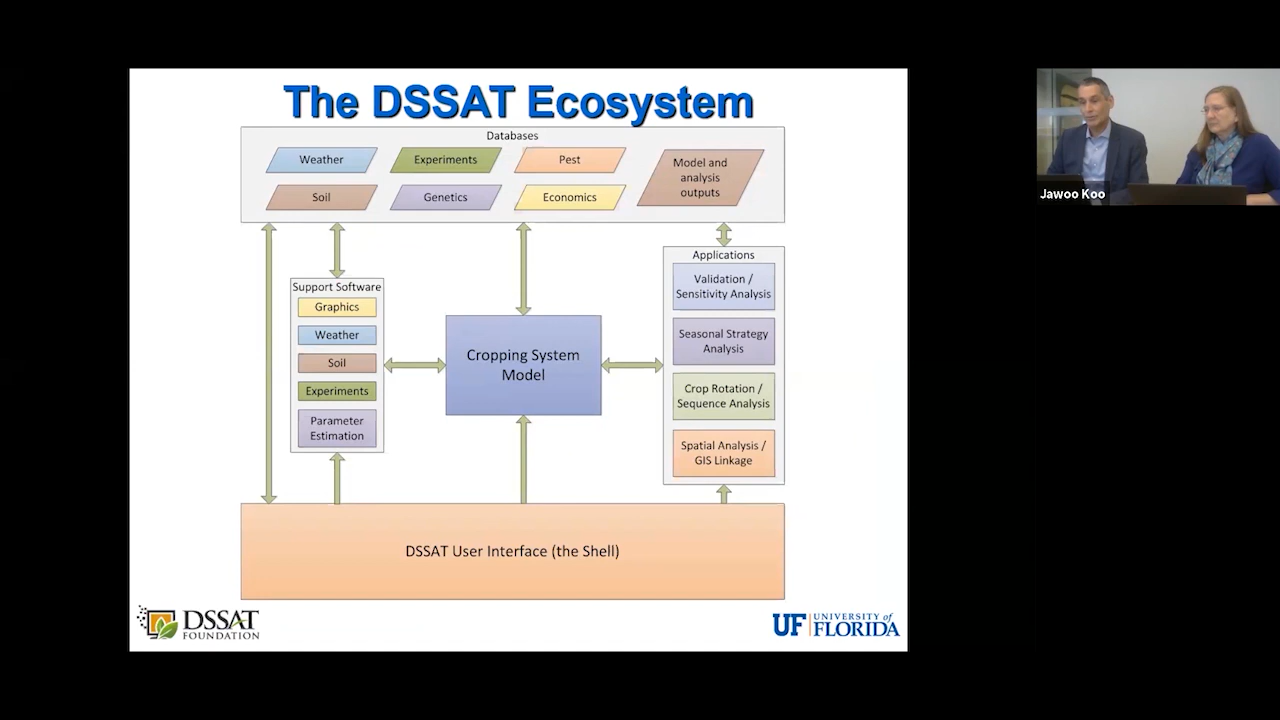 The DSSAT Ecosystem
Databases
Weather
Experiments
Pest
Model and
analysis
outputs
Soil
Genetics
Economics
Support Software
Graphics
Weather
Soil
Experiments
Parameter
Estimation
Cropping System
Model
Applications
Validation /
Sensitivity Analysis
Seasonal Strategy
Analysis
Crop Rotation /
Sequence Analysis
Spatial Analysis /
GIS Linkage
DSSAT User Interface (the Shell)
DSSAT
FOUNDATION
UF UNIVERSITY of
FLORIDA
Jawoo Koo